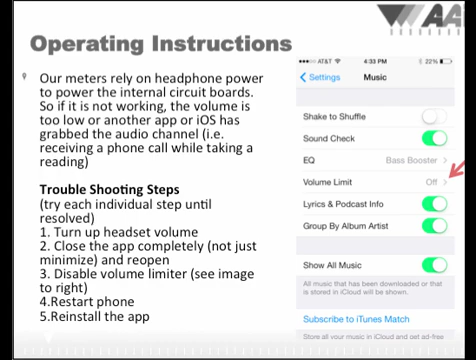 WAA
Operating Instructions
Our meters rely on headphone power
to power the internal circuit boards.
So if it is not working, the volume is
too low or another app or iOS has
grabbed the audio channel (i.e.
receiving a phone call while taking a
reading)
Trouble Shooting Steps
(try each individual step until
resolved)
1. Turn up headset volume
2. Close the app completely (not just
minimize) and reopen
3. Disable volume limiter (see image
to right)
4.Restart phone
5.Reinstall the app
AT&T 4:33 PM 22%
Settings Music
Shake to Shuffle
Sound Check
EQ Bass Booster
Volume Limit Off
Lyrics & Podcast Info
Group By Album Artist
Show All Music
All music that has been downloaded or that
is stored in iCloud will be shown.
Subscribe to iTunes Match
Store all your music in iCloud and get ad-free